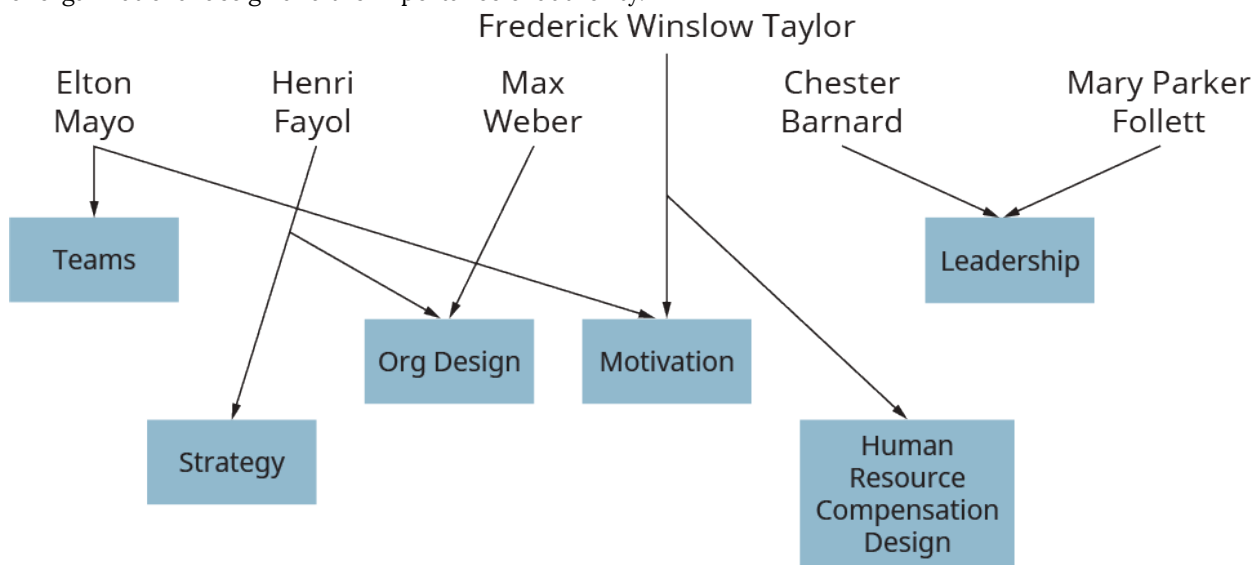 Frederick Winslow Taylor
Elton
Mayo
Henri
Fayol
Max
Weber
Chester
Barnard
Mary Parker
Follett
Teams
Leadership
Org Design
Motivation
Strategy
Human
Resource
Compensation
Design